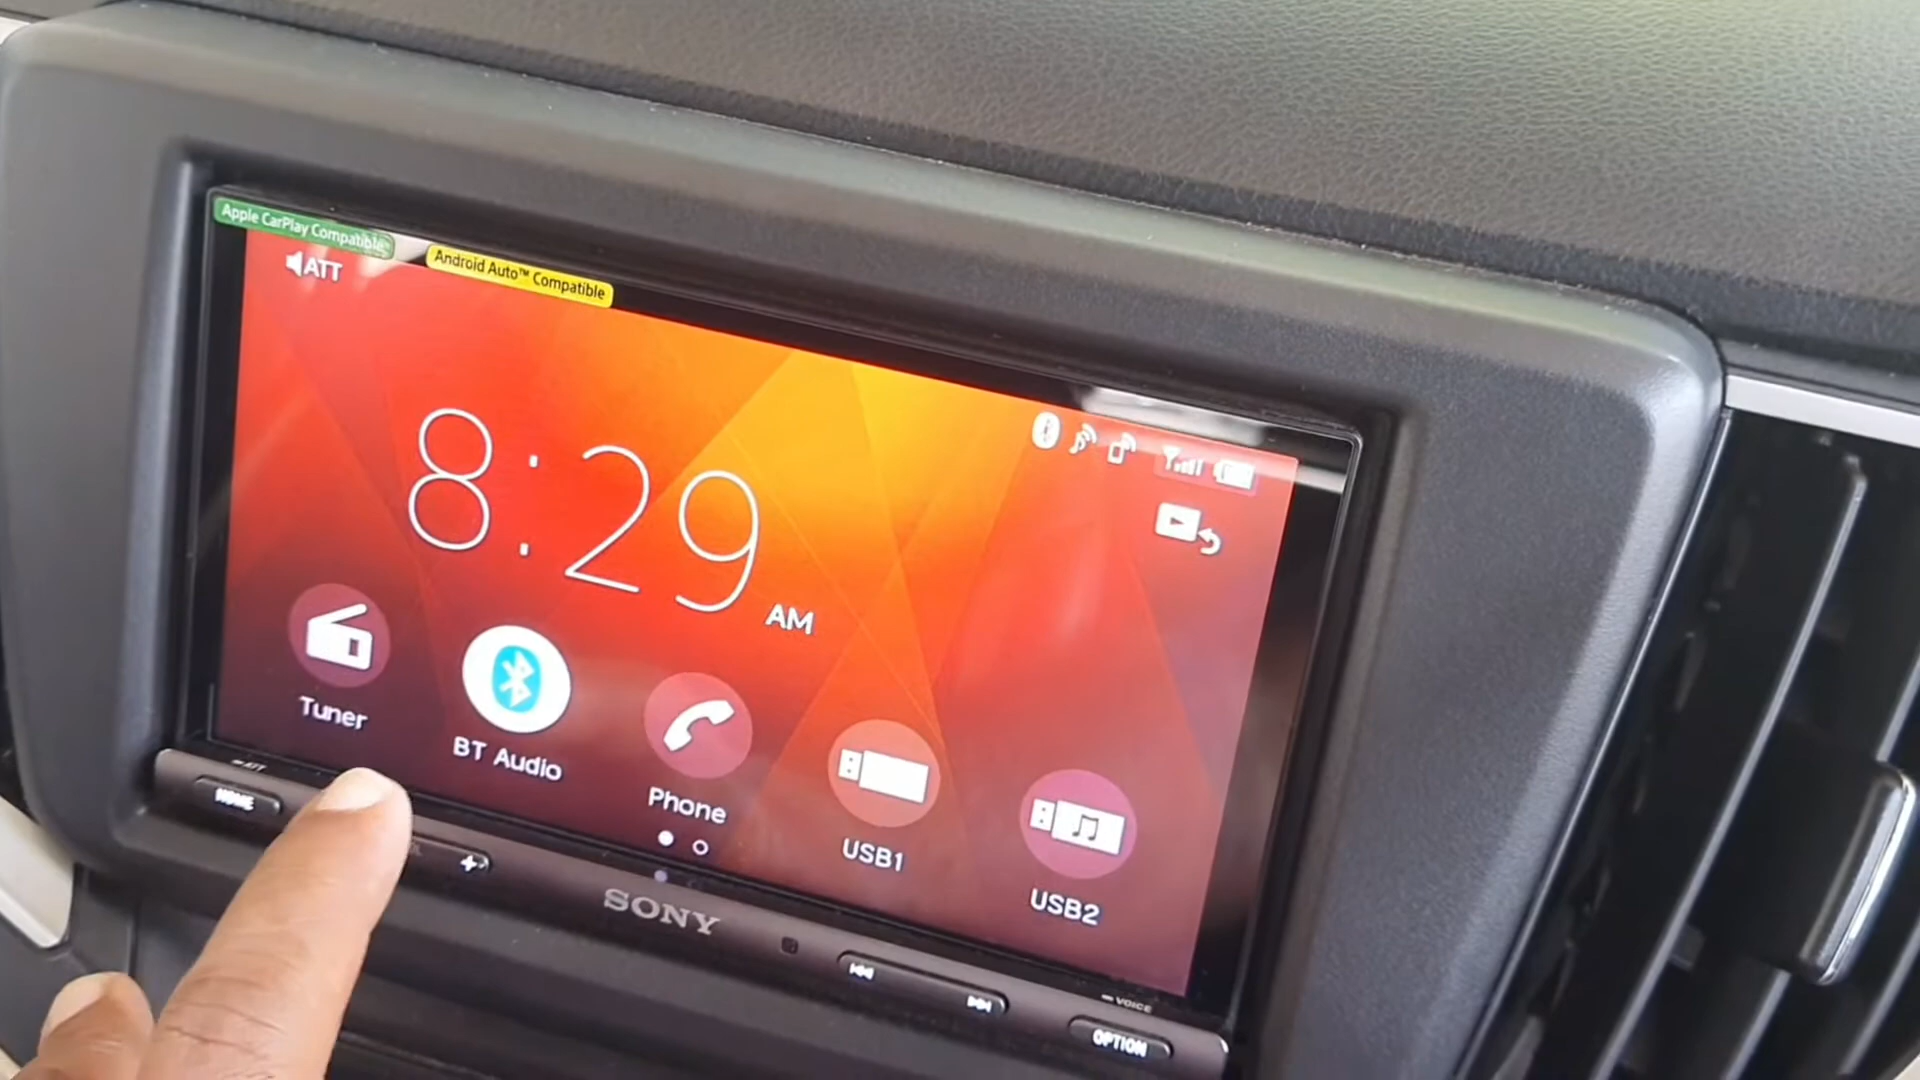 Apple CarPlay Compatible
Android Auto™ Compatible
ATT
8:29 AM
Tuner
BT Audio
Phone
USB1
USB2
ATT
HOME
+
SONY
VOICE
OPTION